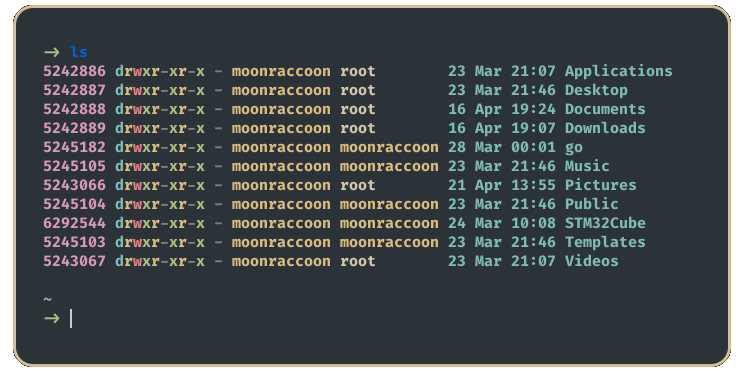 → ls
5242886 drwxr-xr-x - moonraccoon root 23 Mar 21:07 Applications
5242887 drwxr-xr-x - moonraccoon root 23 Mar 21:46 Desktop
5242888 drwxr-xr-x - moonraccoon root 16 Apr 19:24 Documents
5242889 drwxr-xr-x - moonraccoon root 16 Apr 19:07 Downloads
5245182 drwxr-xr-x - moonraccoon moonraccoon 28 Mar 00:01 go
5245105 drwxr-xr-x - moonraccoon moonraccoon 23 Mar 21:46 Music
5243066 drwxr-xr-x - moonraccoon root 21 Apr 13:55 Pictures
5245104 drwxr-xr-x - moonraccoon moonraccoon 23 Mar 21:46 Public
6292544 drwxr-xr-x - moonraccoon moonraccoon 24 Mar 10:08 STM32Cube
5245103 drwxr-xr-x - moonraccoon moonraccoon 23 Mar 21:46 Templates
5243067 drwxr-xr-x - moonraccoon root 23 Mar 21:07 Videos
~
→